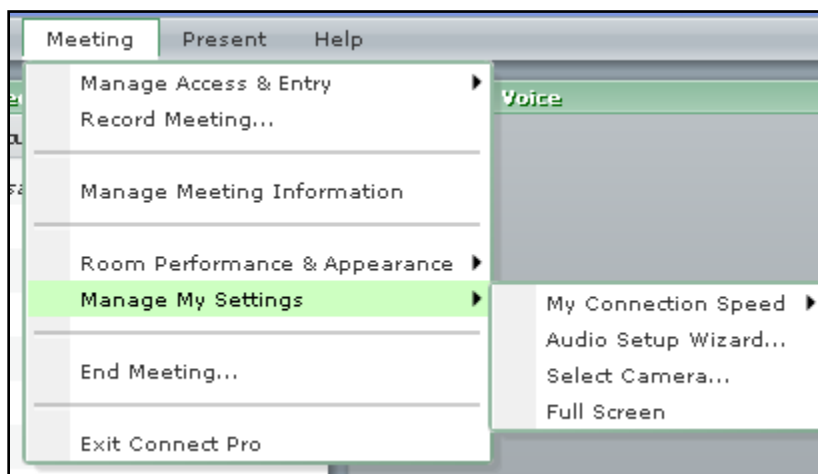 Meeting Present Help
Manage Access & Entry
Voice
Record Meeting...
Manage Meeting Information
Room Performance & Appearance
Manage My Settings
My Connection Speed
Audio Setup Wizard...
Select Camera...
Full Screen
End Meeting...
Exit Connect Pro